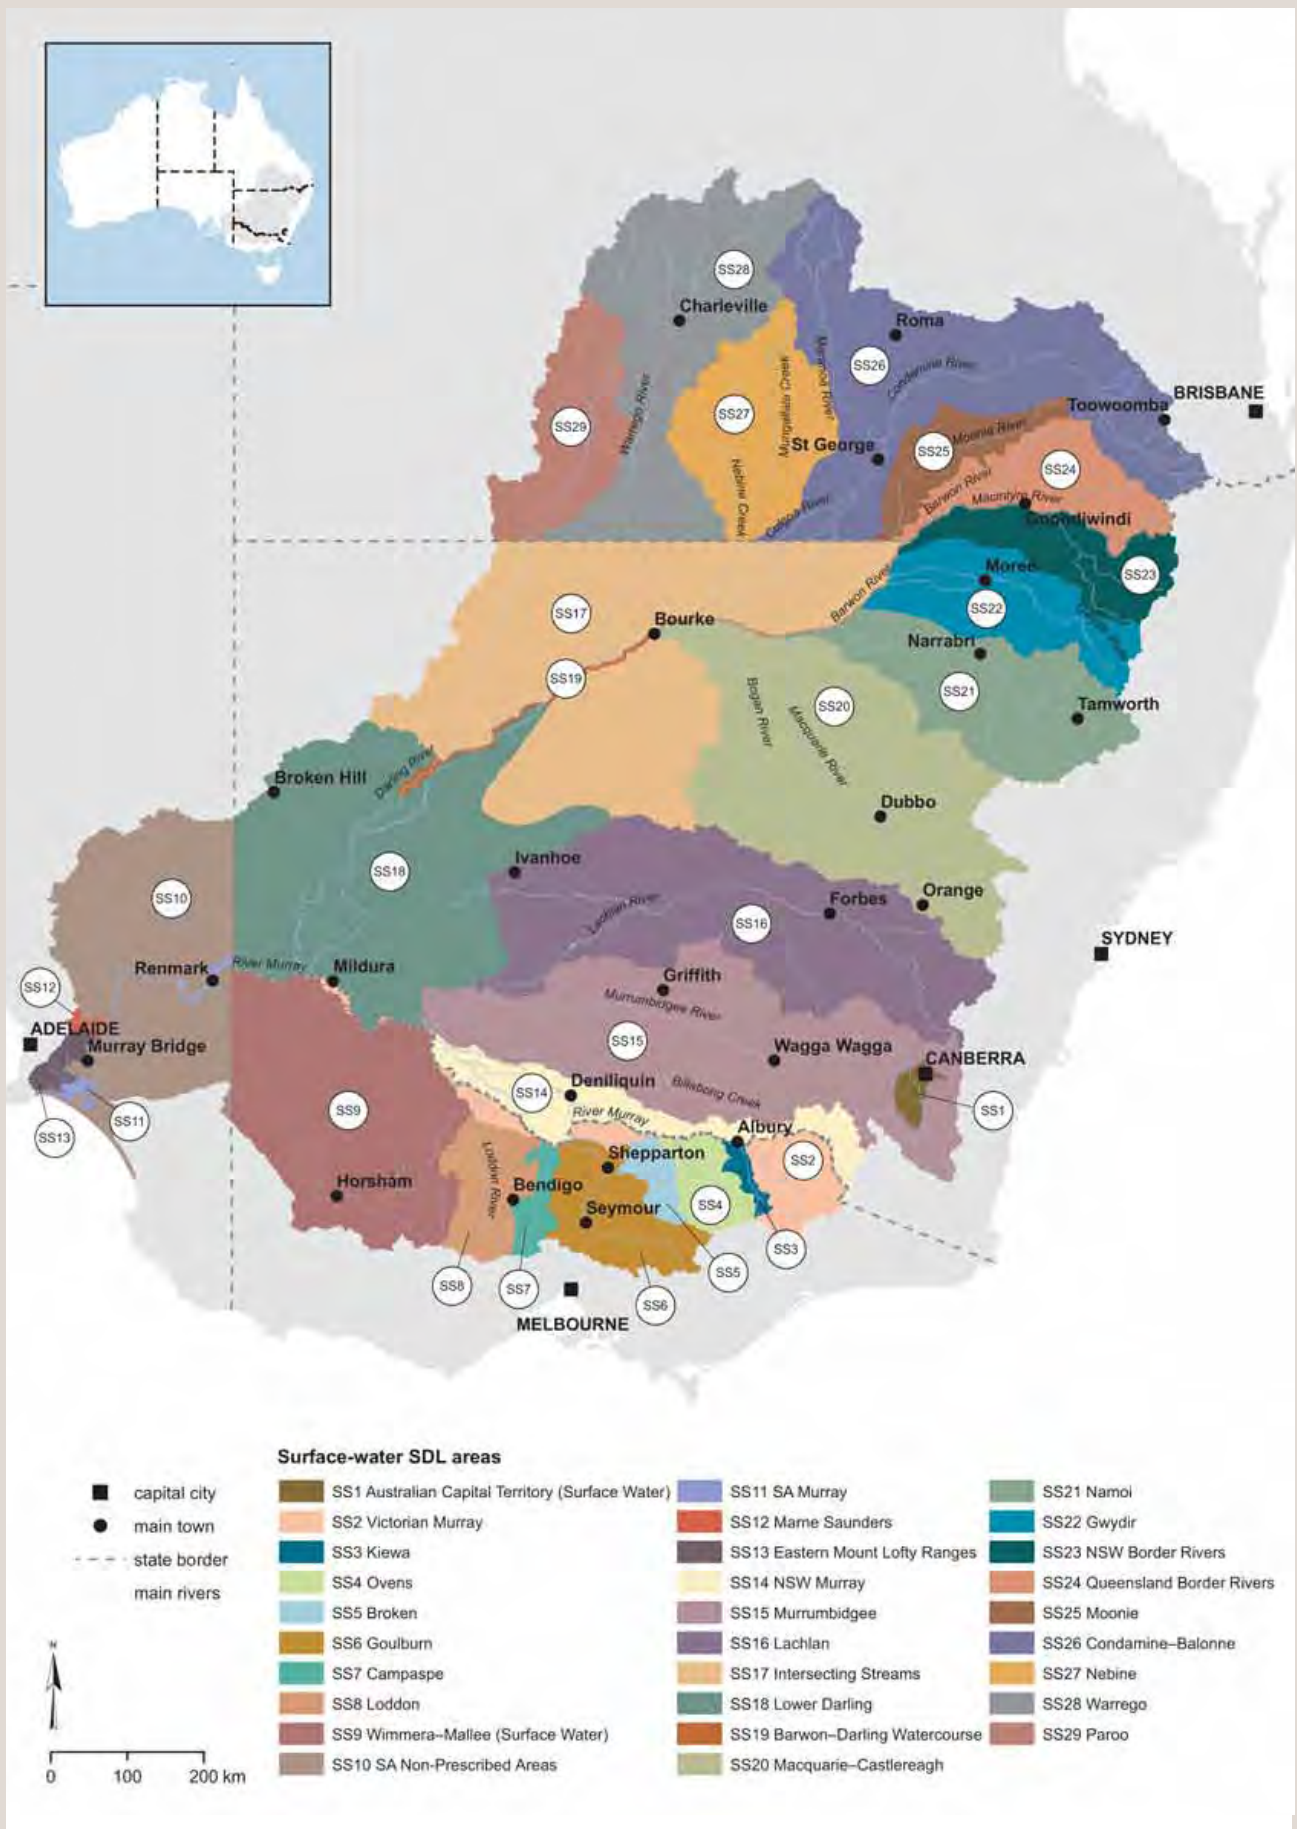 SS28
Charleville
Roma
SS26
Maranoa River
Condamine River
Mungallala Creek
Warrego River
BRISBANE
Toowoomba
SS29
SS27
St George
SS25
Moonie River
SS24
Nebine Creek
Culgoa River
Barwon River
Macintyre River
Goondiwindi
Moree
SS23
Barwon River
SS22
SS17
Bourke
Narrabri
SS19
SS21
Bogan River
SS20
Macquarie River
Tamworth
Darling River
Broken Hill
Dubbo
SS18
Ivanhoe
SS10
Lachlan River
Forbes
Orange
SS16
SYDNEY
Renmark
River Murray
Mildura
Griffith
Murrumbidgee River
SS12
ADELAIDE
Murray Bridge
SS15
Wagga Wagga
CANBERRA
SS14
Deniliquin
Billabong Creek
SS1
SS9
River Murray
Albury
SS11
SS13
Loddon River
Shepparton
SS2
Horsham
Bendigo
Seymour
SS4
SS3
SS5
SS8
SS7
SS6
MELBOURNE
Surface-water SDL areas
capital city
main town
state border
main rivers
N
0 100 200 km
SS1 Australian Capital Territory (Surface Water)
SS2 Victorian Murray
SS3 Kiewa
SS4 Ovens
SS5 Broken
SS6 Goulburn
SS7 Campaspe
SS8 Loddon
SS9 Wimmera–Mallee (Surface Water)
SS10 SA Non-Prescribed Areas
SS11 SA Murray
SS12 Marne Saunders
SS13 Eastern Mount Lofty Ranges
SS14 NSW Murray
SS15 Murrumbidgee
SS16 Lachlan
SS17 Intersecting Streams
SS18 Lower Darling
SS19 Barwon–Darling Watercourse
SS20 Macquarie–Castlereagh
SS21 Namoi
SS22 Gwydir
SS23 NSW Border Rivers
SS24 Queensland Border Rivers
SS25 Moonie
SS26 Condamine–Balonne
SS27 Nebine
SS28 Warrego
SS29 Paroo